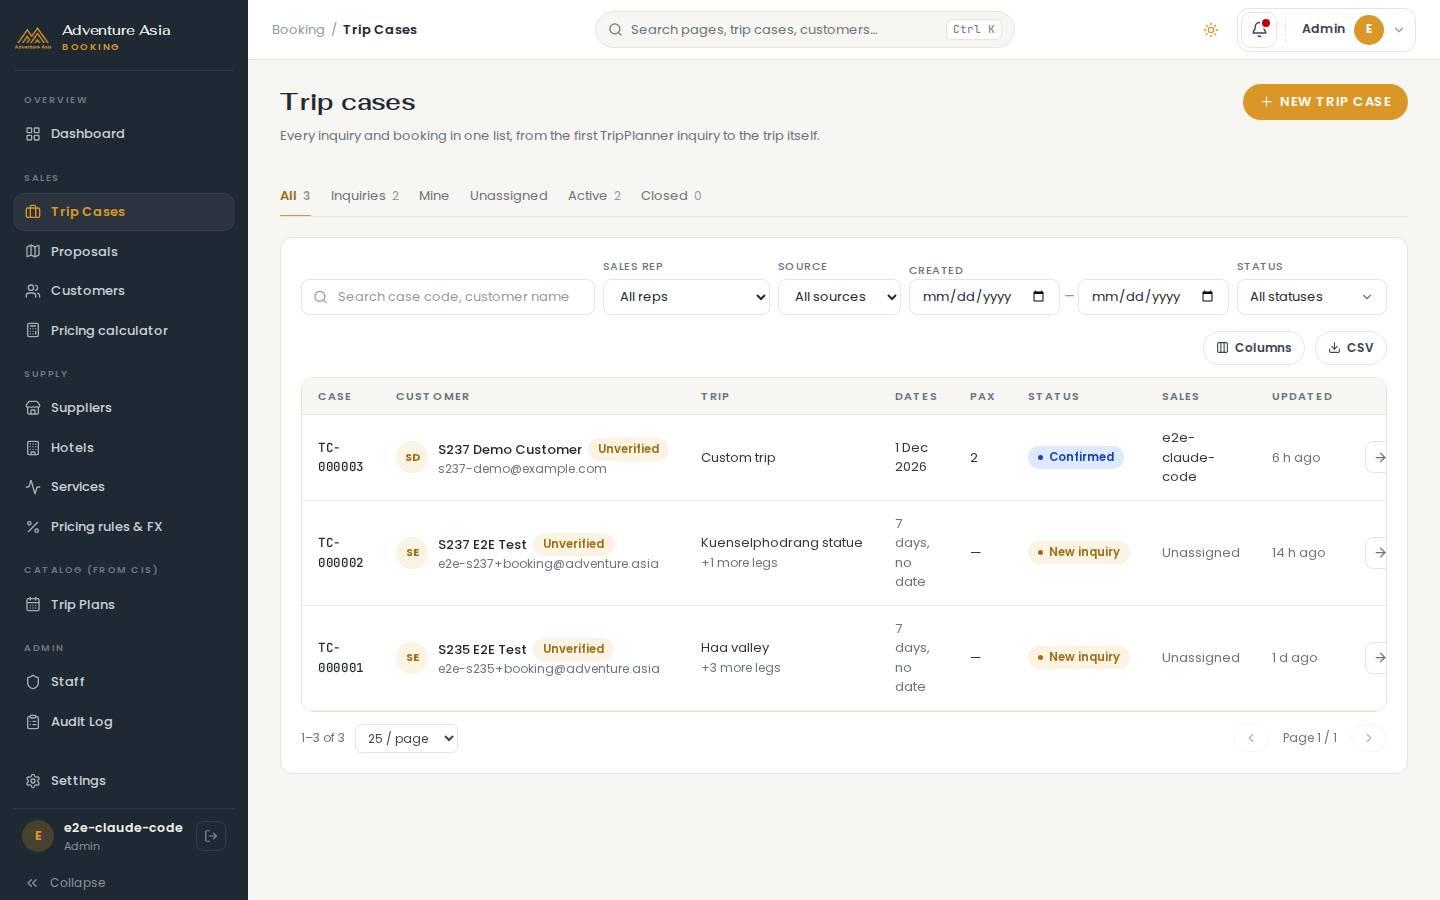 Adventure Asia
BOOKING
Adventure Asia
OVERVIEW
Dashboard
SALES
Trip Cases
Proposals
Customers
Pricing calculator
SUPPLY
Suppliers
Hotels
Services
Pricing rules & FX
CATALOG (FROM CIS)
Trip Plans
ADMIN
Staff
Audit Log
Settings
E
e2e-claude-code
Admin
Collapse
Booking / Trip Cases
Search pages, trip cases, customers… Ctrl K
Admin E
Trip cases
+ NEW TRIP CASE
Every inquiry and booking in one list, from the first TripPlanner inquiry to the trip itself.
All 3 Inquiries 2 Mine Unassigned Active 2 Closed 0
SALES REP SOURCE CREATED STATUS
Search case code, customer name All reps All sources mm/dd/yyyy – mm/dd/yyyy All statuses
Columns CSV
CASE CUSTOMER TRIP DATES PAX STATUS SALES UPDATED
TC-
000003
SD
S237 Demo Customer Unverified
s237-demo@example.com
Custom trip
1 Dec
2026
2
Confirmed
e2e-
claude-
code
6 h ago
TC-
000002
SE
S237 E2E Test Unverified
e2e-s237+booking@adventure.asia
Kuenselphodrang statue
+1 more legs
7
days,
no
date
—
New inquiry
Unassigned
14 h ago
TC-
000001
SE
S235 E2E Test Unverified
e2e-s235+booking@adventure.asia
Haa valley
+3 more legs
7
days,
no
date
—
New inquiry
Unassigned
1 d ago
1–3 of 3 25 / page
Page 1 / 1